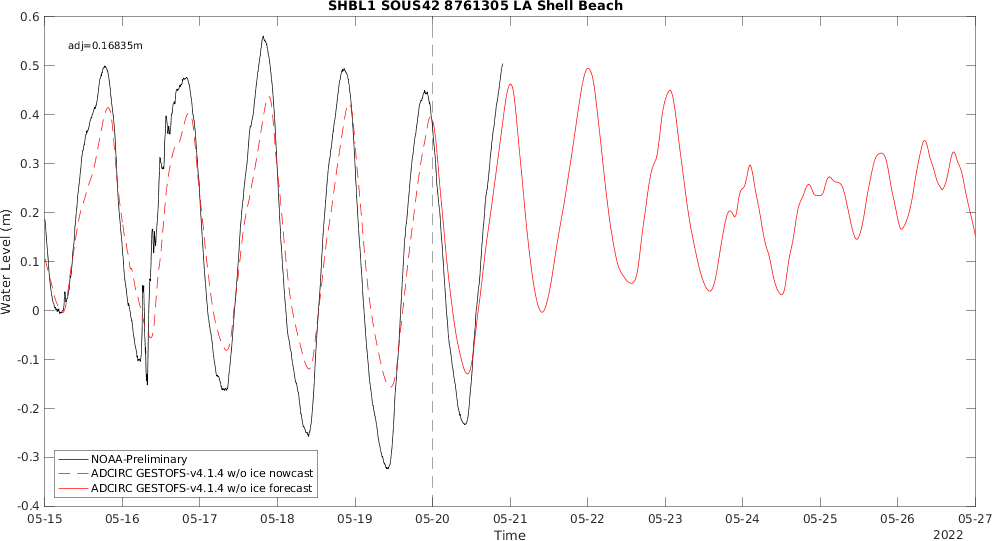 SHBL1 SOUS42 8761305 LA Shell Beach
adj=0.16835m
Water Level (m)
0.6
0.5
0.4
0.3
0.2
0.1
0
-0.1
-0.2
-0.3
-0.4
NOAA-Preliminary
ADCIRC GESTOFS-v4.1.4 w/o ice nowcast
ADCIRC GESTOFS-v4.1.4 w/o ice forecast
05-15 05-16 05-17 05-18 05-19 05-20 05-21 05-22 05-23 05-24 05-25 05-26 05-27
Time
2022